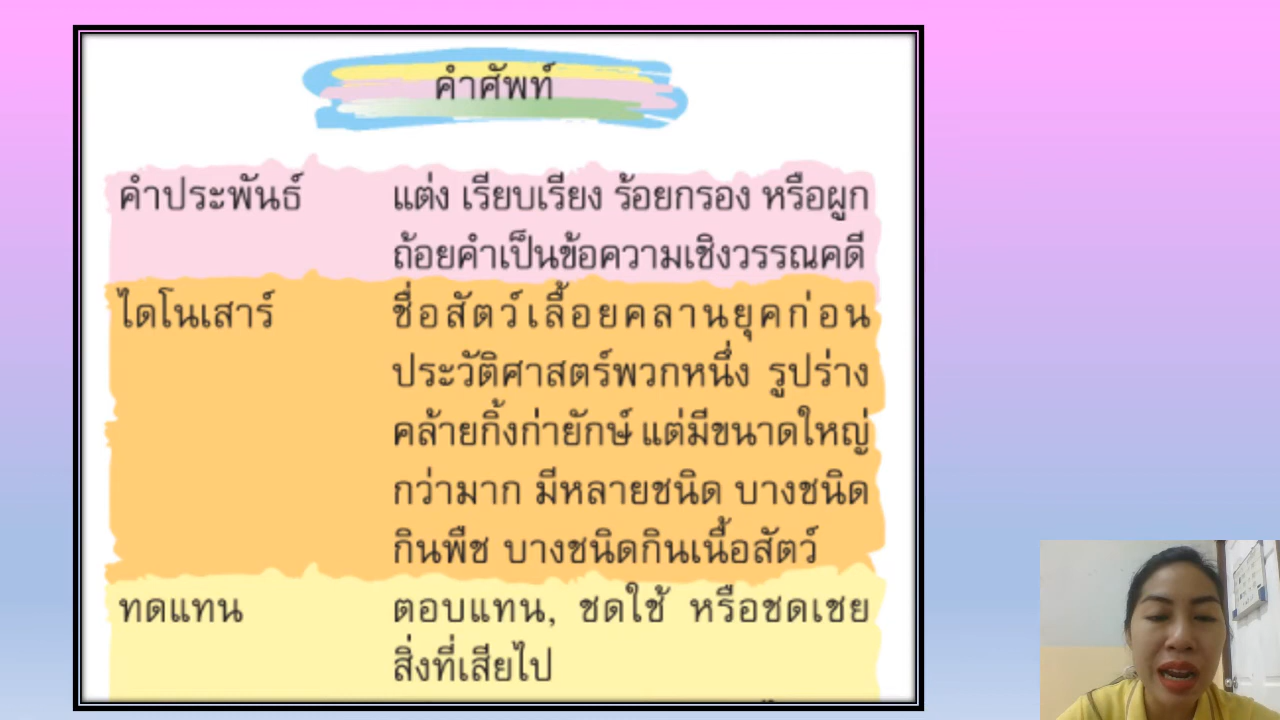 คำศัพท์
คำประพันธ์ แต่ง เรียบเรียง ร้อยกรอง หรือผูก
ถ้อยคำเป็นข้อความเชิงวรรณคดี
ไดโนเสาร์ ชื่อสัตว์เลื้อยคลานยุคก่อน
ประวัติศาสตร์พวกหนึ่ง รูปร่าง
คล้ายกิ้งก่ายักษ์ แต่มีขนาดใหญ่
กว่ามาก มีหลายชนิด บางชนิด
กินพืช บางชนิดกินเนื้อสัตว์
ทดแทน ตอบแทน, ชดใช้ หรือชดเชย
สิ่งที่เสียไป